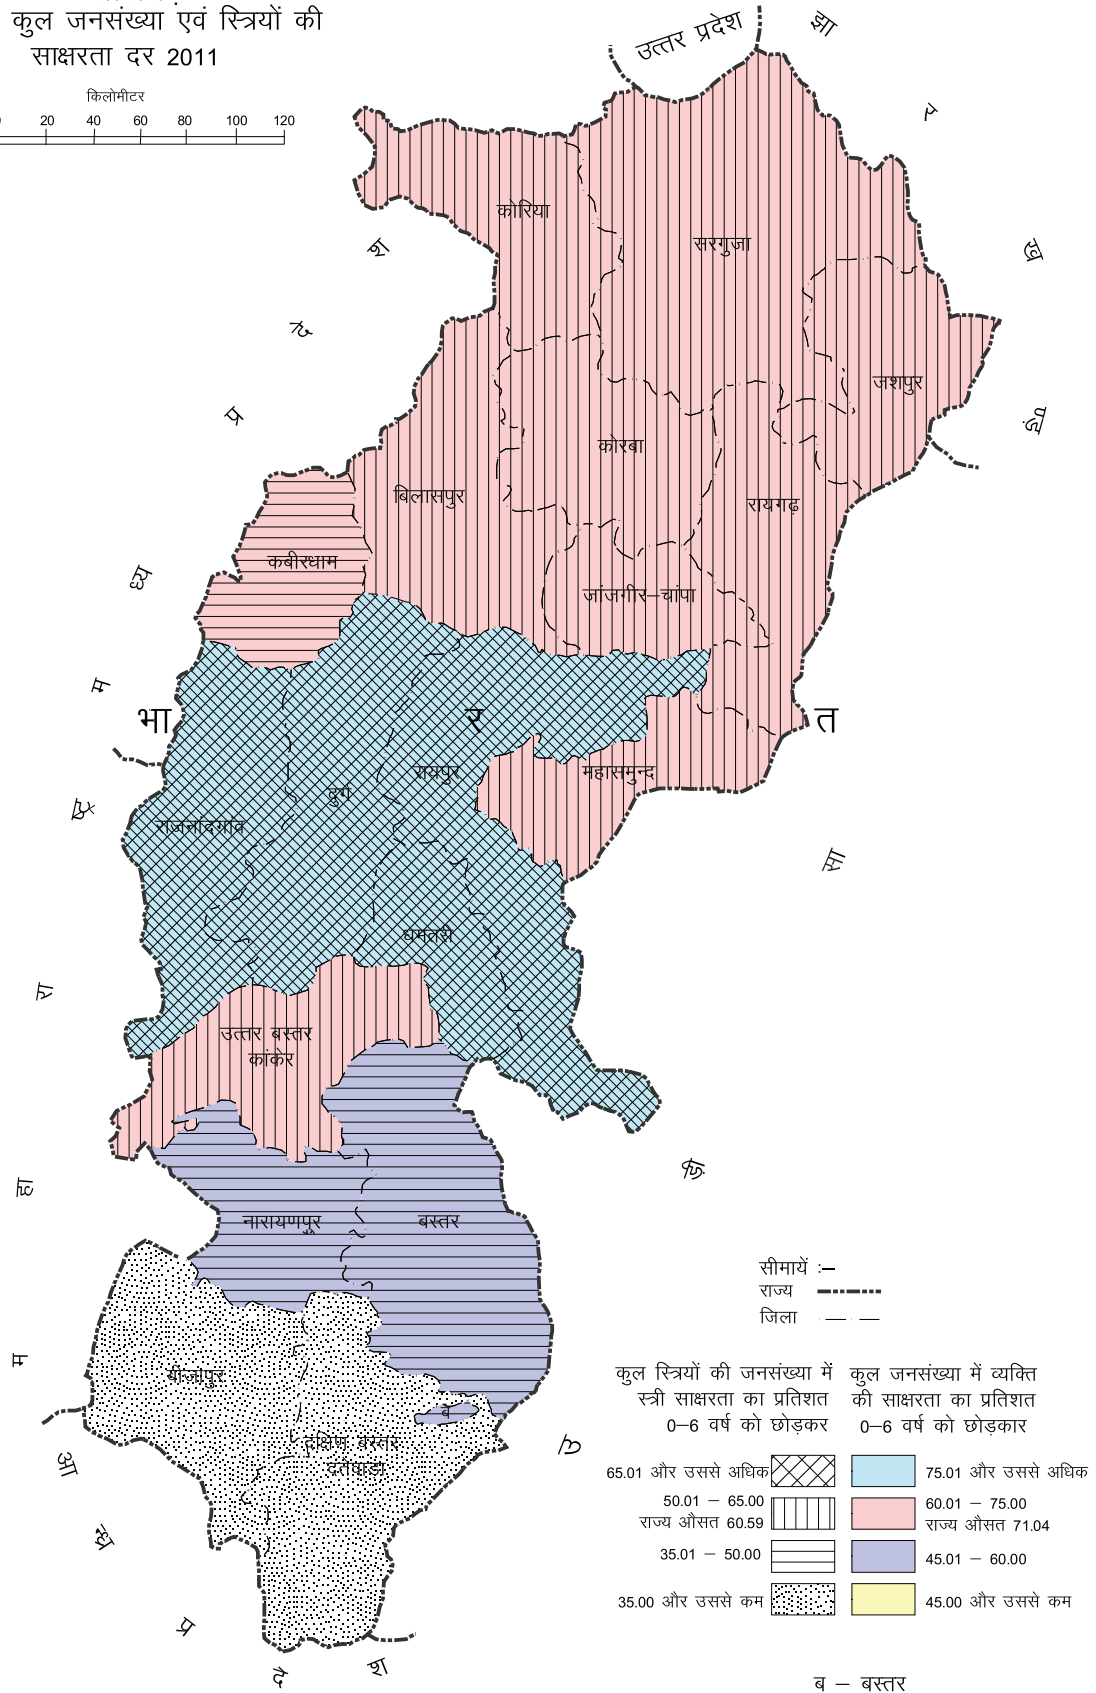 कुल जनसंख्या एवं स्त्रियों की
साक्षरता दर 2011
किलोमीटर
20 40 60 80 100 120
उत्तर प्रदेश
झा
र
ख
ण्ड
कोरिया
सरगुजा
जशपुर
कोरबा
बिलासपुर
रायगढ़
कबीरधाम
जांजगीर–चांपा
श
दे
प्र
ध्य
म
भा र त
रायपुर
महासमुन्द
दुर्ग
राजनांदगांव
धमतरी
ष्ट्र
रा
हा
म
सा
ड़ी
उ
उत्तर बस्तर
कांकेर
नारायणपुर
बस्तर
बीजापुर
ब
दक्षिण बस्तर
दंतेवाड़ा
आ
न्ध्र
प्र
दे
श
सीमायें :–
राज्य
जिला
कुल स्त्रियों की जनसंख्या में
स्त्री साक्षरता का प्रतिशत
0–6 वर्ष को छोड़कर
कुल जनसंख्या में व्यक्ति
की साक्षरता का प्रतिशत
0–6 वर्ष को छोड़कार
65.01 और उससे अधिक 75.01 और उससे अधिक
50.01 – 65.00 60.01 – 75.00
राज्य औसत 60.59 राज्य औसत 71.04
35.01 – 50.00 45.01 – 60.00
35.00 और उससे कम 45.00 और उससे कम
ब – बस्तर